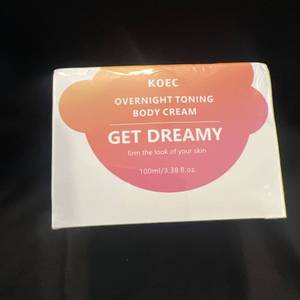 KOEC
OVERNIGHT TONING
BODY CREAM
GET DREAMY
firm the look of your skin
100ml/3.38 fl.oz